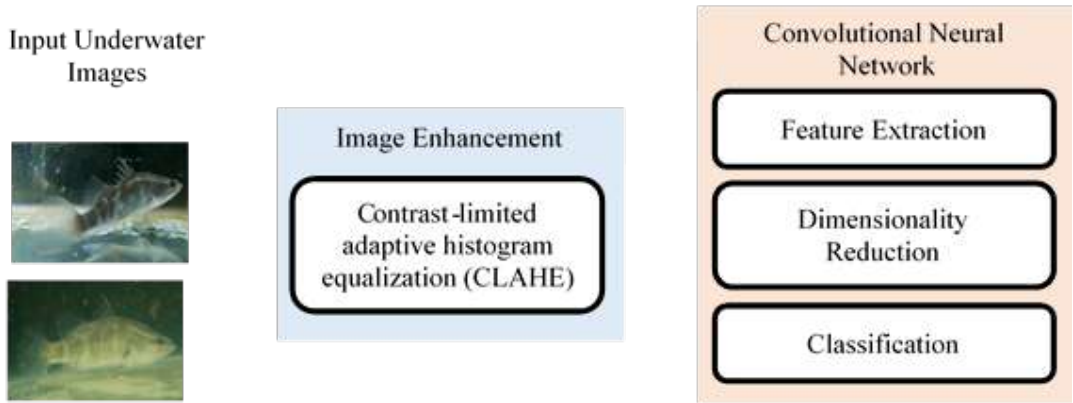 Input Underwater
Images
Image Enhancement
Contrast-limited
adaptive histogram
equalization (CLAHE)
Convolutional Neural
Network
Feature Extraction
Dimensionality
Reduction
Classification